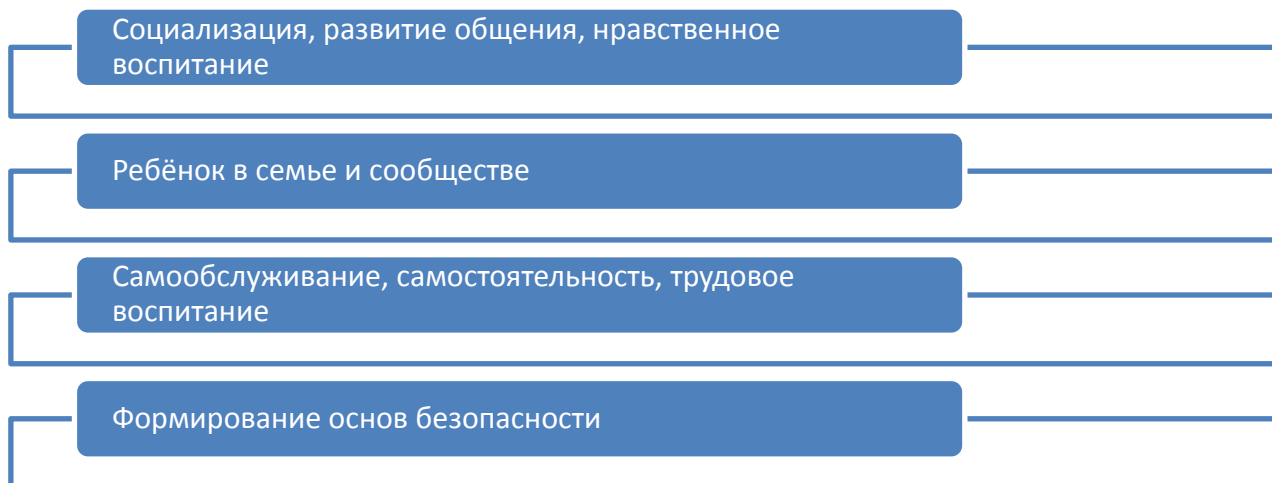 Социализация, развитие общения, нравственное
воспитание
Ребёнок в семье и сообществе
Самообслуживание, самостоятельность, трудовое
воспитание
Формирование основ безопасности